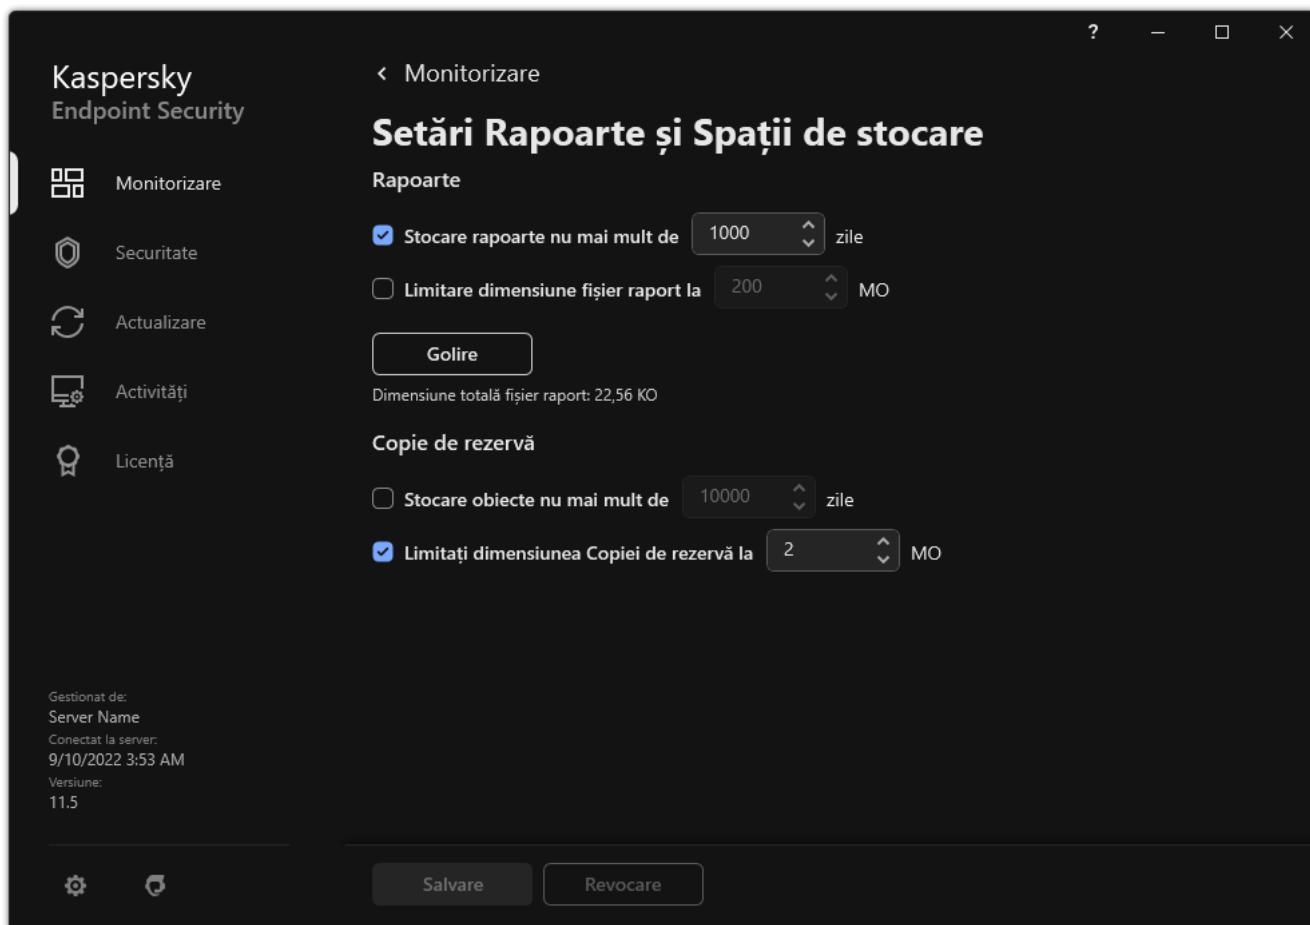 ?
Kaspersky
Endpoint Security
Monitorizare
Securitate
Actualizare
Activități
Licență
Gestionat de:
Server Name
Conectat la server:
9/10/2022 3:53 AM
Versiune:
11.5
Monitorizare
Setări Rapoarte și Spații de stocare
Rapoarte
Stocare rapoarte nu mai mult de 1000 zile
Limitare dimensiune fișier raport la 200 MO
Golire
Dimensiune totală fișier raport: 22,56 KO
Copie de rezervă
Stocare obiecte nu mai mult de 10000 zile
Limitați dimensiunea Copiei de rezervă la 2 MO
Salvare Revocare